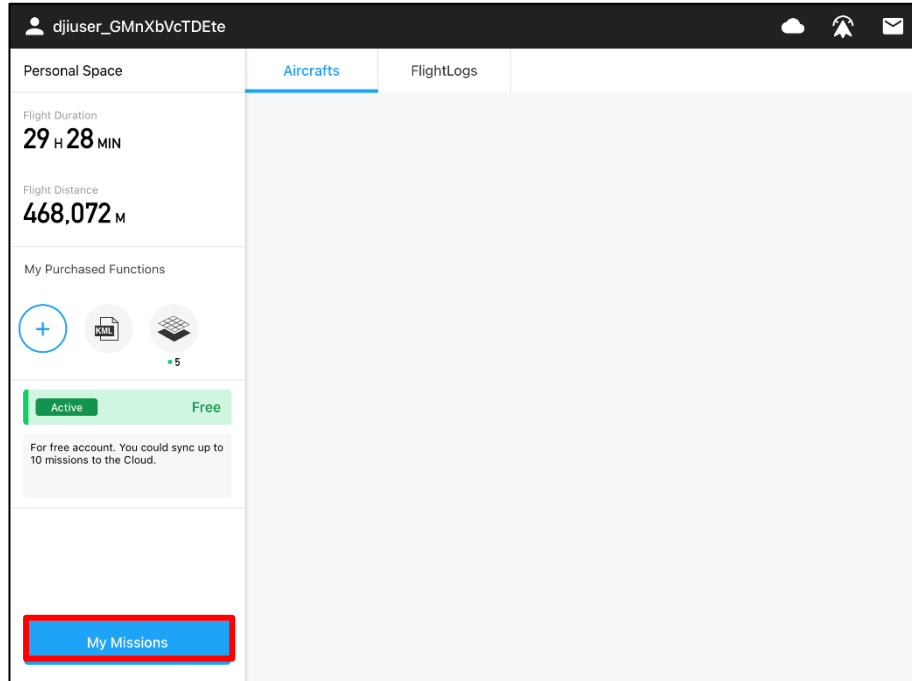 djiuser_GMnXbVcTDEte
Personal Space
Aircrafts
FlightLogs
Flight Duration
29 H 28 MIN
Flight Distance
468,072 M
My Purchased Functions
+
KML
5
Active
Free
For free account. You could sync up to
10 missions to the Cloud.
My Missions